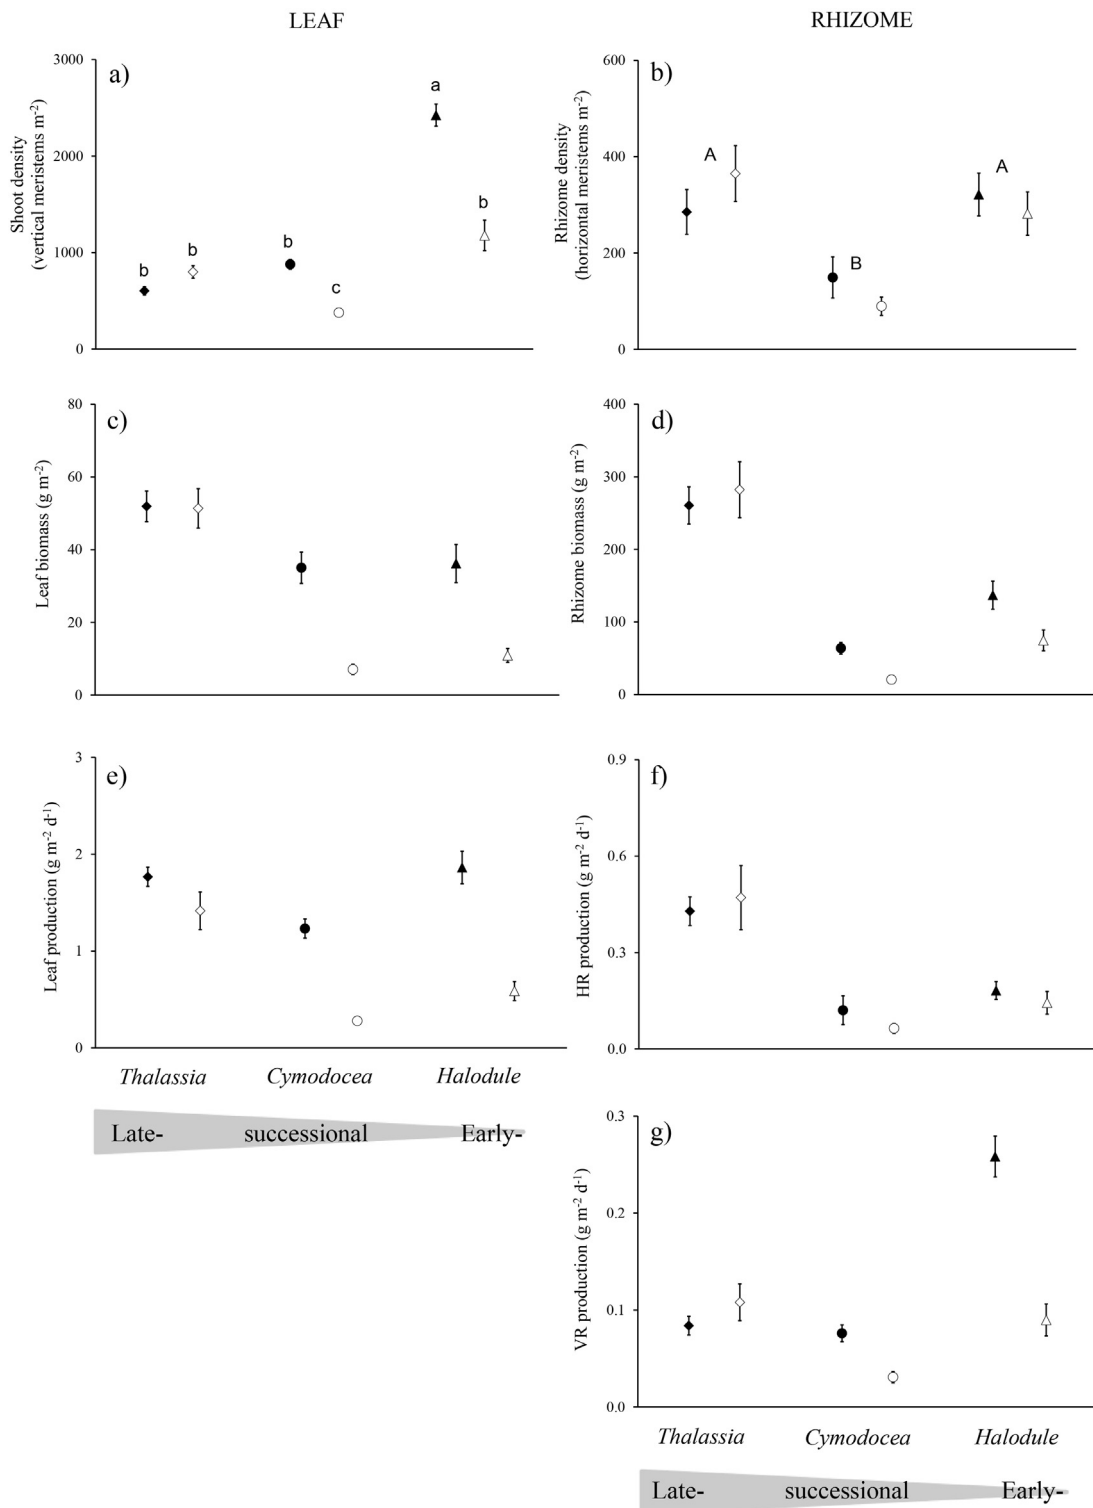 LEAF
RHIZOME
a)
3000
2000
1000
0
Shoot density
(vertical meristems m-2)
b
b
b
c
a
b
b)
600
400
200
0
Rhizome density
(horizontal meristems m-2)
A
B
A
c)
80
60
40
20
0
Leaf biomass (g m-2)
d)
400
300
200
100
0
Rhizome biomass (g m-2)
e)
3
2
1
0
Leaf production (g m-2 d-1)
Thalassia Cymodocea Halodule
Late- successional Early-
f)
0.9
0.6
0.3
0.0
HR production (g m-2 d-1)
g)
0.3
0.2
0.1
0.0
VR production (g m-2 d-1)
Thalassia Cymodocea Halodule
Late- successional Early-